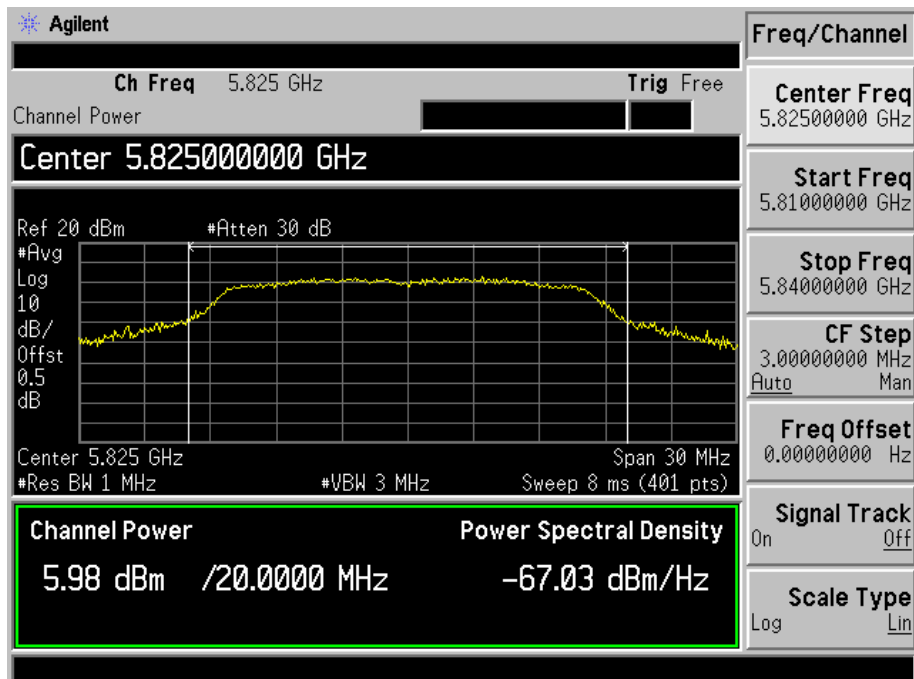 Agilent
Ch Freq 5.825 GHz Trig Free
Channel Power
Center 5.825000000 GHz
Ref 20 dBm #Atten 30 dB
#Avg
Log
10
dB/
Offst
0.5
dB
Center 5.825 GHz Span 30 MHz
#Res BW 1 MHz #VBW 3 MHz Sweep 8 ms (401 pts)
Channel Power Power Spectral Density
5.98 dBm /20.0000 MHz -67.03 dBm/Hz
Freq/Channel
Center Freq
5.82500000 GHz
Start Freq
5.81000000 GHz
Stop Freq
5.84000000 GHz
CF Step
3.00000000 MHz
Auto Man
Freq Offset
0.00000000 Hz
Signal Track
On Off
Scale Type
Log Lin